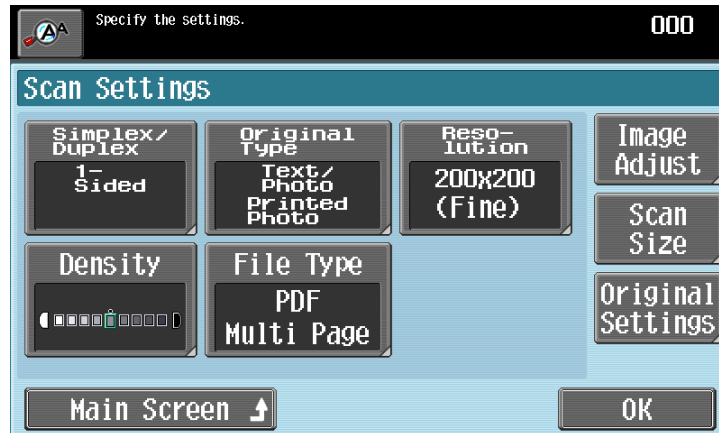 AA
Specify the settings.
000
Scan Settings
Simplex/
Duplex
1-
Sided
Original
Type
Text/
Photo
Printed
Photo
Reso-
lution
200X200
(Fine)
Image
Adjust
Scan
Size
Original
Settings
Density
File Type
PDF
Multi Page
Main Screen
OK